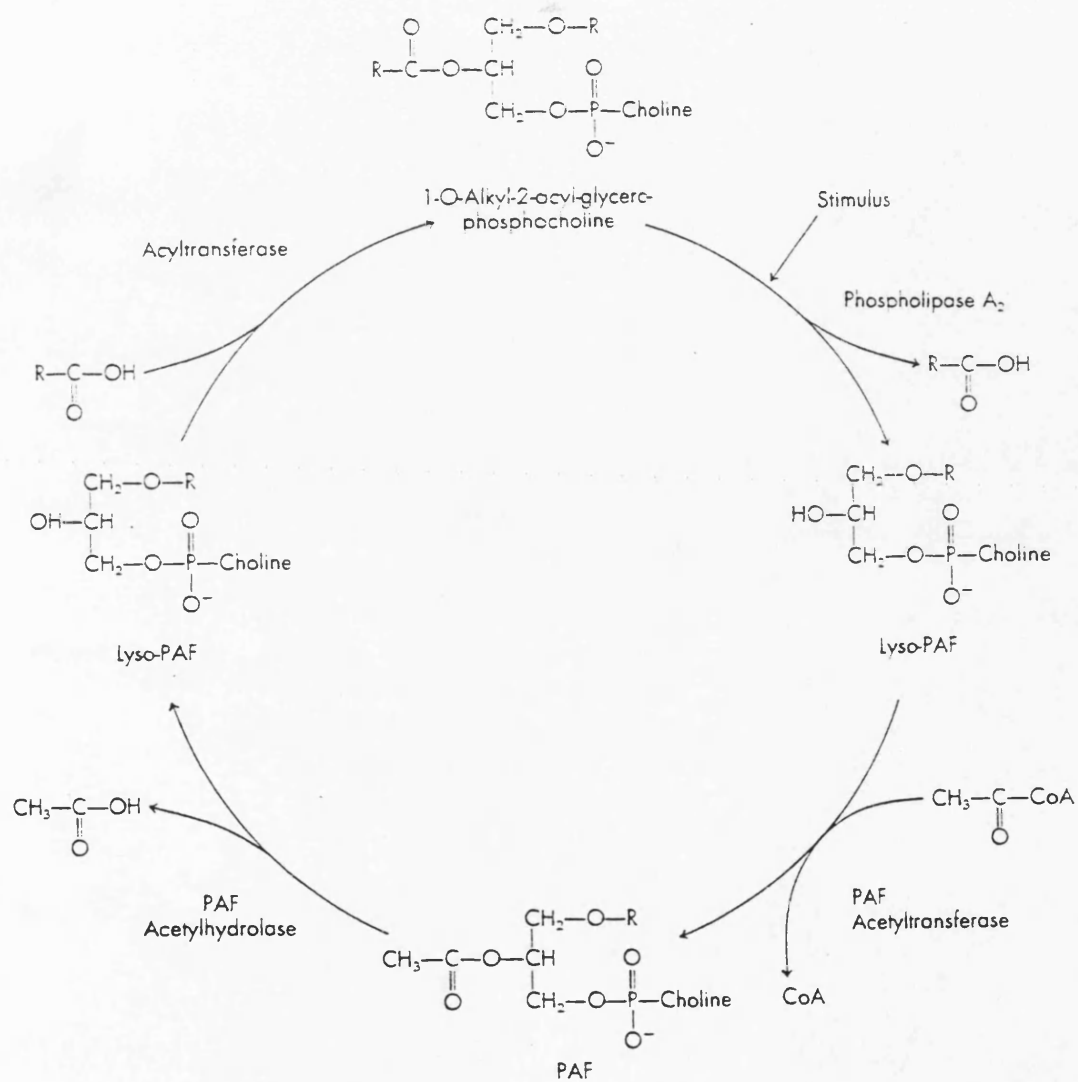 O CH₂—O—R
R—C—O—CH O
CH₂—O—P—Choline
O⁻
1-O-Alkyl-2-acyl-glycero-
phosphocholine
Stimulus
Acyltransferase
Phospholipase A₂
R—C—OH
O
R—C—OH
O
CH₂—O—R
OH—CH O
CH₂—O—P—Choline
O⁻
Lyso-PAF
CH₂—O—R
HO—CH O
CH₂—O—P—Choline
O⁻
Lyso-PAF
CH₃—C—OH
O
CH₃—C—CoA
O
PAF
Acetylhydrolase
PAF
Acetyltransferase
CH₂—O—R
CH₃—C—O—CH O
O CH₂—O—P—Choline
O⁻
CoA
PAF